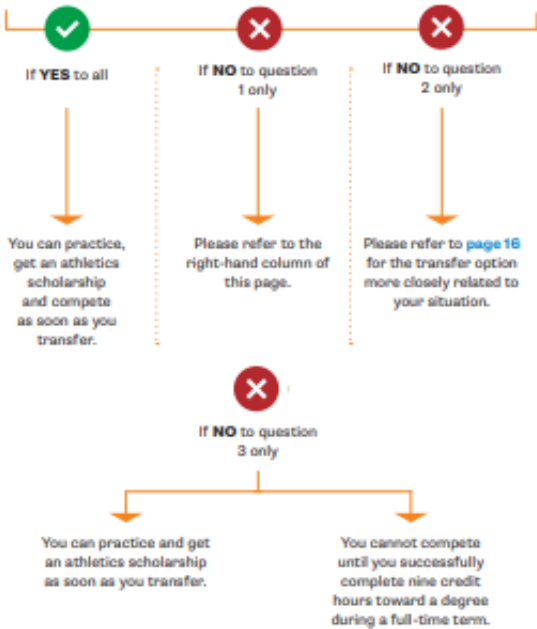 If YES to all
If NO to question
1 only
If NO to question
2 only
You can practice,
get an athletics
scholarship
and compete
as soon as you
transfer.
Please refer to the
right-hand column of
this page.
Please refer to page 16
for the transfer option
more closely related to
your situation.
If NO to question
3 only
You can practice and get
an athletics scholarship
as soon as you transfer.
You cannot compete
until you successfully
complete nine credit
hours toward a degree
during a full-time term.